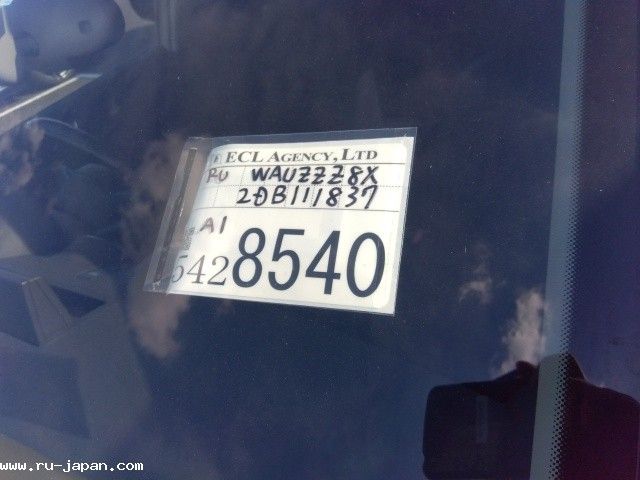 ECL AGENCY, LTD
RU WAUZZZ8X
2DB111837
A1
5428540
www.ru-japan.com